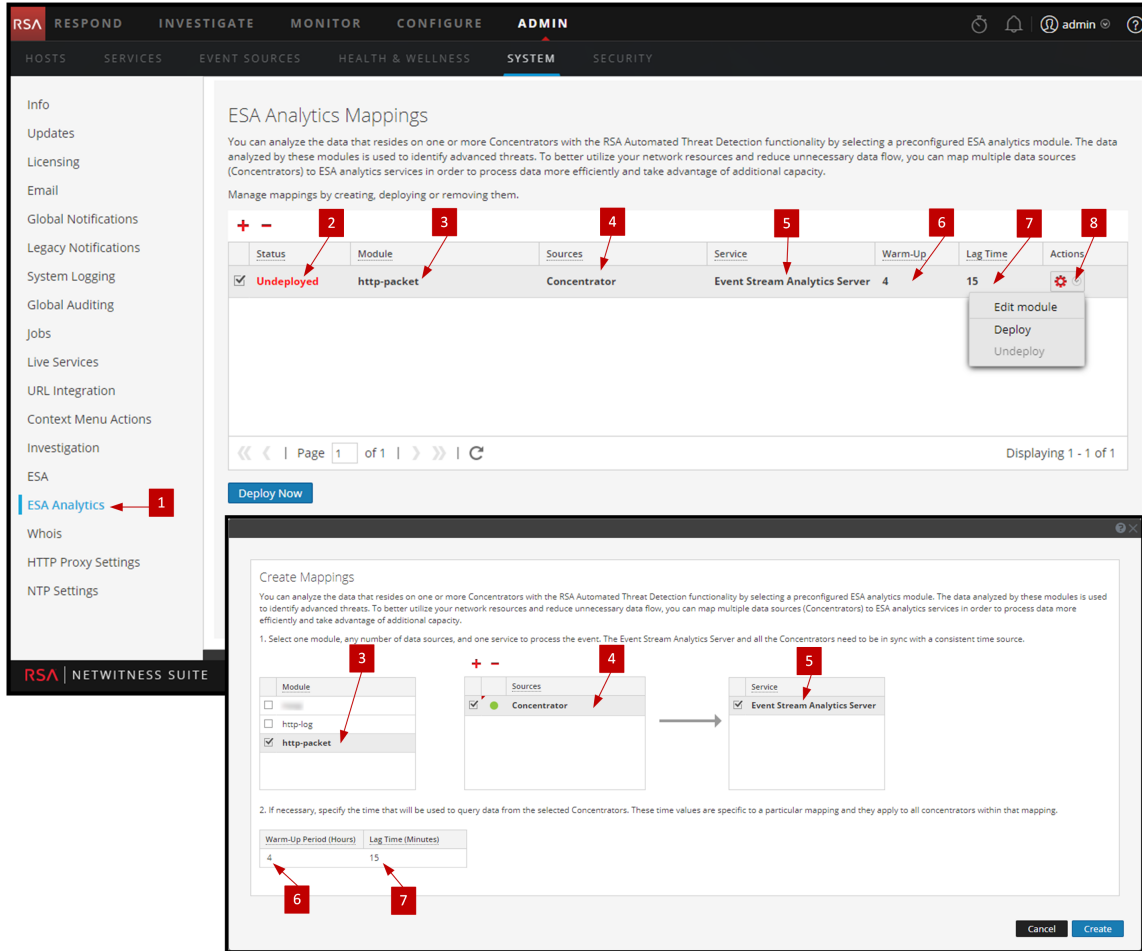 RSA RESPOND INVESTIGATE MONITOR CONFIGURE ADMIN admin
HOSTS SERVICES EVENT SOURCES HEALTH & WELLNESS SYSTEM SECURITY
Info
Updates
Licensing
Email
Global Notifications
Legacy Notifications
System Logging
Global Auditing
Jobs
Live Services
URL Integration
Context Menu Actions
Investigation
ESA
ESA Analytics 1
Whois
HTTP Proxy Settings
NTP Settings
RSA | NETWITNESS SUITE
ESA Analytics Mappings
You can analyze the data that resides on one or more Concentrators with the RSA Automated Threat Detection functionality by selecting a preconfigured ESA analytics module. The data
analyzed by these modules is used to identify advanced threats. To better utilize your network resources and reduce unnecessary data flow, you can map multiple data sources
(Concentrators) to ESA analytics services in order to process data more efficiently and take advantage of additional capacity.
Manage mappings by creating, deploying or removing them.
+ − 2 3 4 5 6 7 8
Status Module Sources Service Warm-Up Lag Time Actions
Undeployed http-packet Concentrator Event Stream Analytics Server 4 15
Edit module
Deploy
Undeploy
Page 1 of 1 Displaying 1 - 1 of 1
Deploy Now
Create Mappings
You can analyze the data that resides on one or more Concentrators with the RSA Automated Threat Detection functionality by selecting a preconfigured ESA analytics module. The data analyzed by these modules is used
to identify advanced threats. To better utilize your network resources and reduce unnecessary data flow, you can map multiple data sources (Concentrators) to ESA analytics services in order to process data more
efficiently and take advantage of additional capacity.
1. Select one module, any number of data sources, and one service to process the event. The Event Stream Analytics Server and all the Concentrators need to be in sync with a consistent time source.
3 + − 4 5
Module Sources Service
Concentrator Event Stream Analytics Server
http-log
http-packet
2. If necessary, specify the time that will be used to query data from the selected Concentrators. These time values are specific to a particular mapping and they apply to all concentrators within that mapping.
Warm-Up Period (Hours) Lag Time (Minutes)
4 15
6 7
Cancel Create